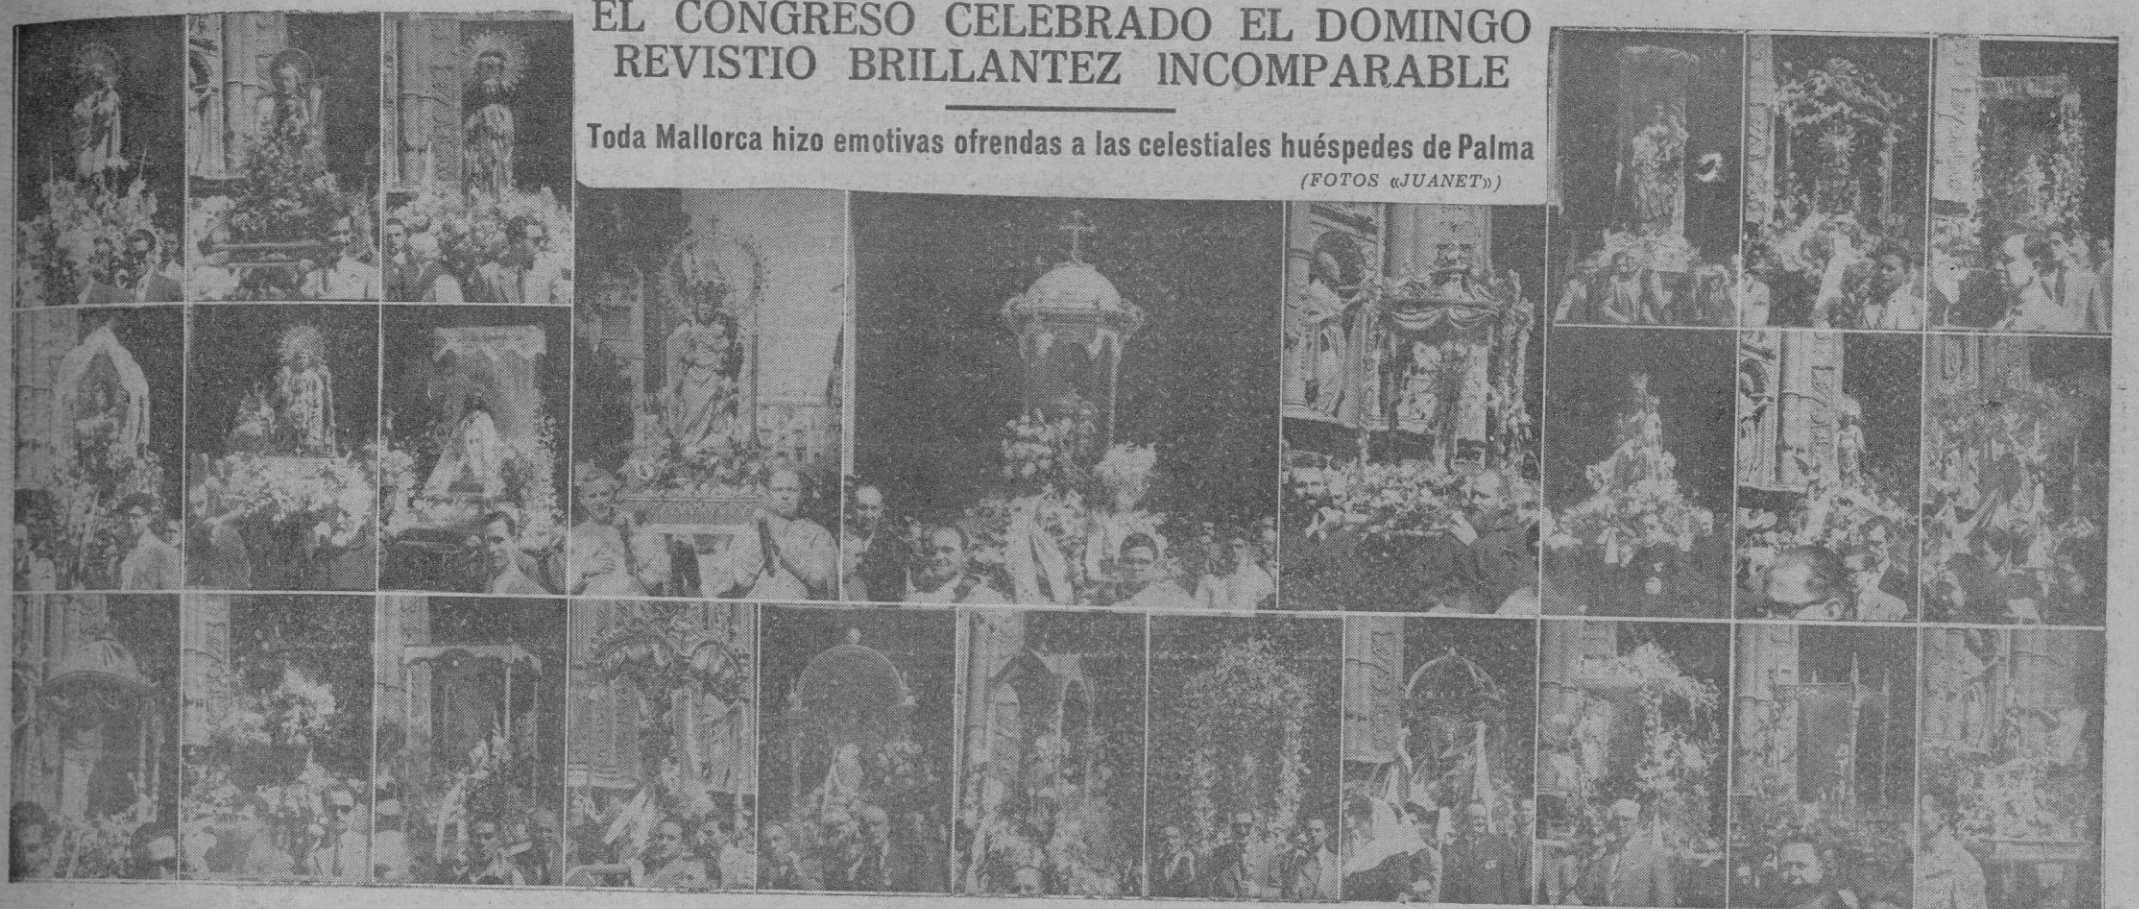 EL CONGRESO CELEBRADO EL DOMINGO
REVISTIO BRILLANTEZ INCOMPARABLE
Toda Mallorca hizo emotivas ofrendas a las celestiales huéspedes de Palma
(FOTOS «JUANET»)